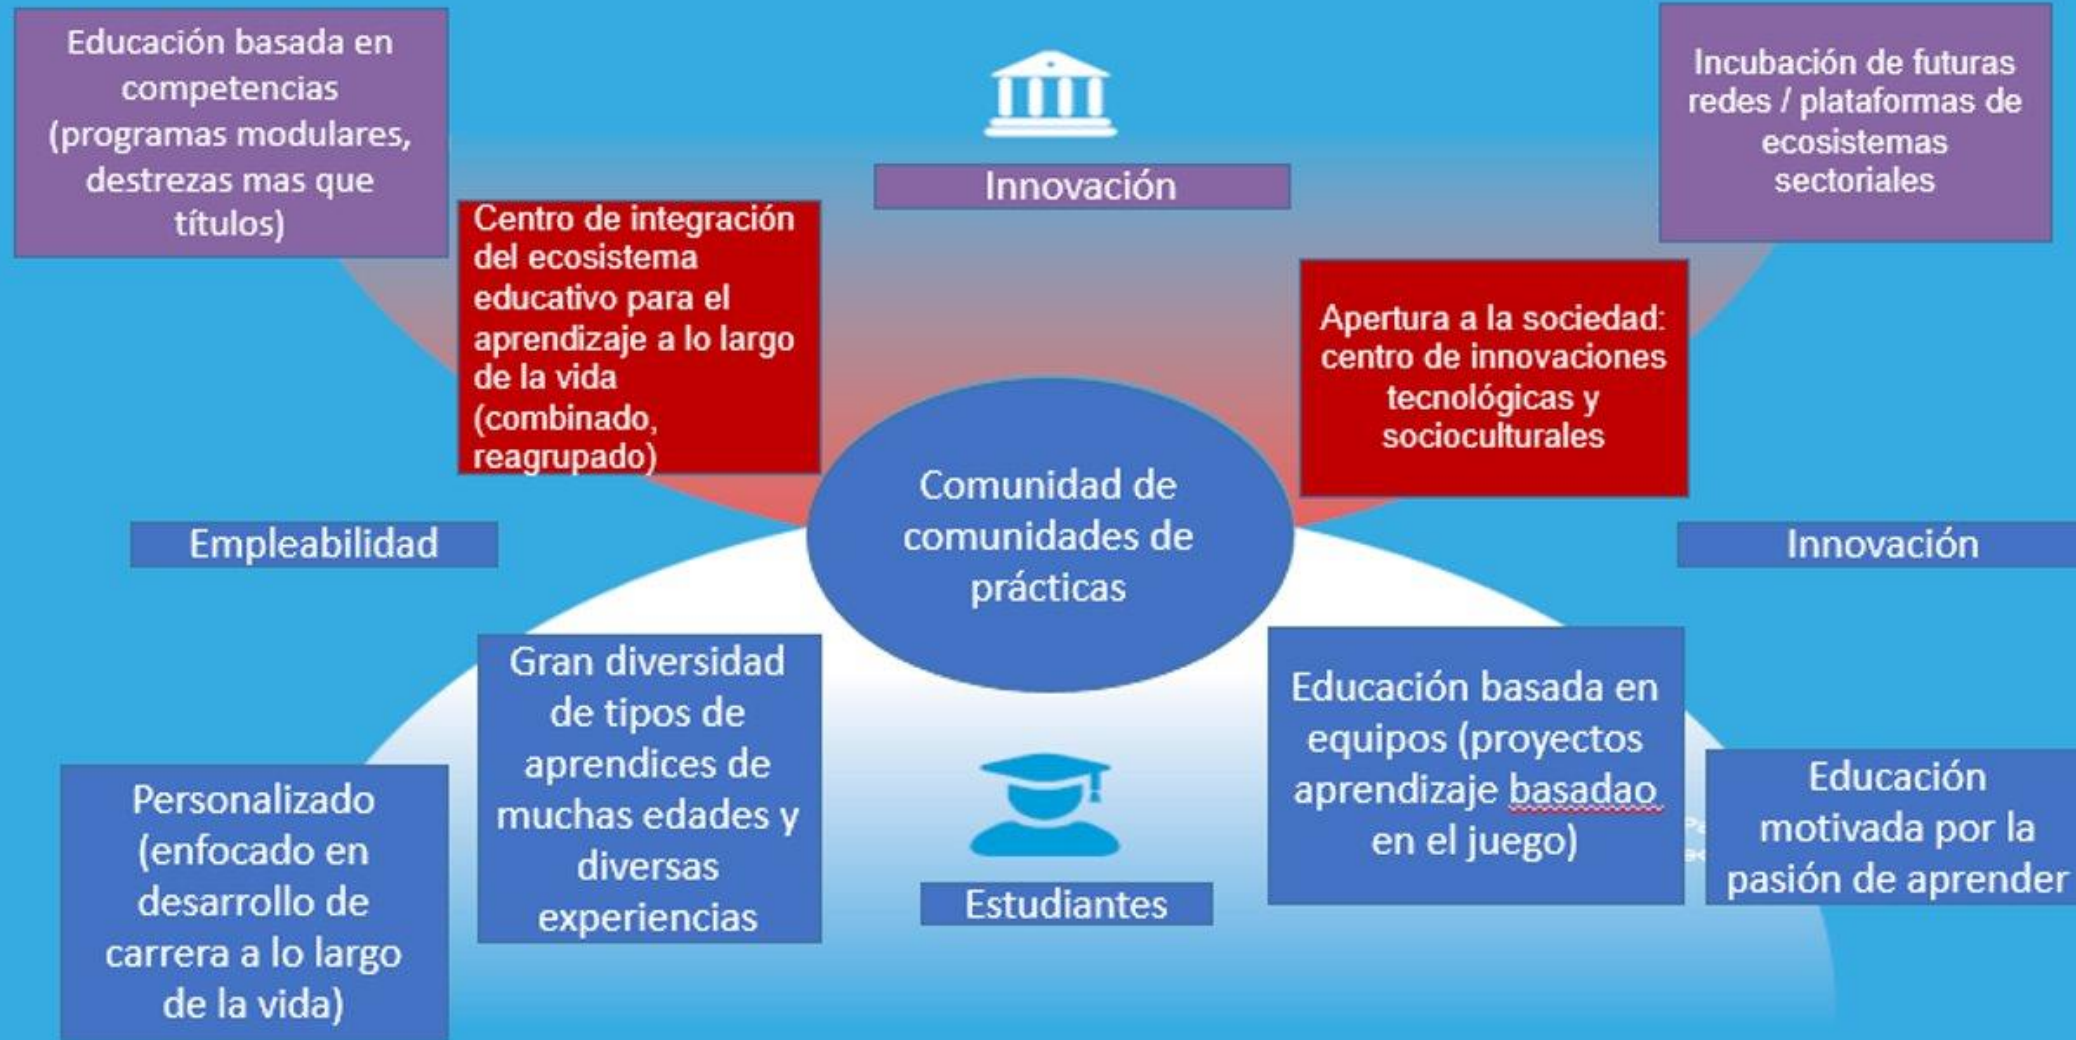 Educación basada en
competencias
(programas modulares,
destrezas mas que
títulos)
Innovación
Incubación de futuras
redes / plataformas de
ecosistemas
sectoriales
Centro de integración
del ecosistema
educativo para el
aprendizaje a lo largo
de la vida
(combinado,
reagrupado)
Apertura a la sociedad:
centro de innovaciones
tecnológicas y
socioculturales
Comunidad de
comunidades de
prácticas
Empleabilidad
Innovación
Personalizado
(enfocado en
desarrollo de
carrera a lo largo
de la vida)
Gran diversidad
de tipos de
aprendices de
muchas edades y
diversas
experiencias
Estudiantes
Educación basada en
equipos (proyectos
aprendizaje basadao
en el juego)
Educación
motivada por la
pasión de aprender